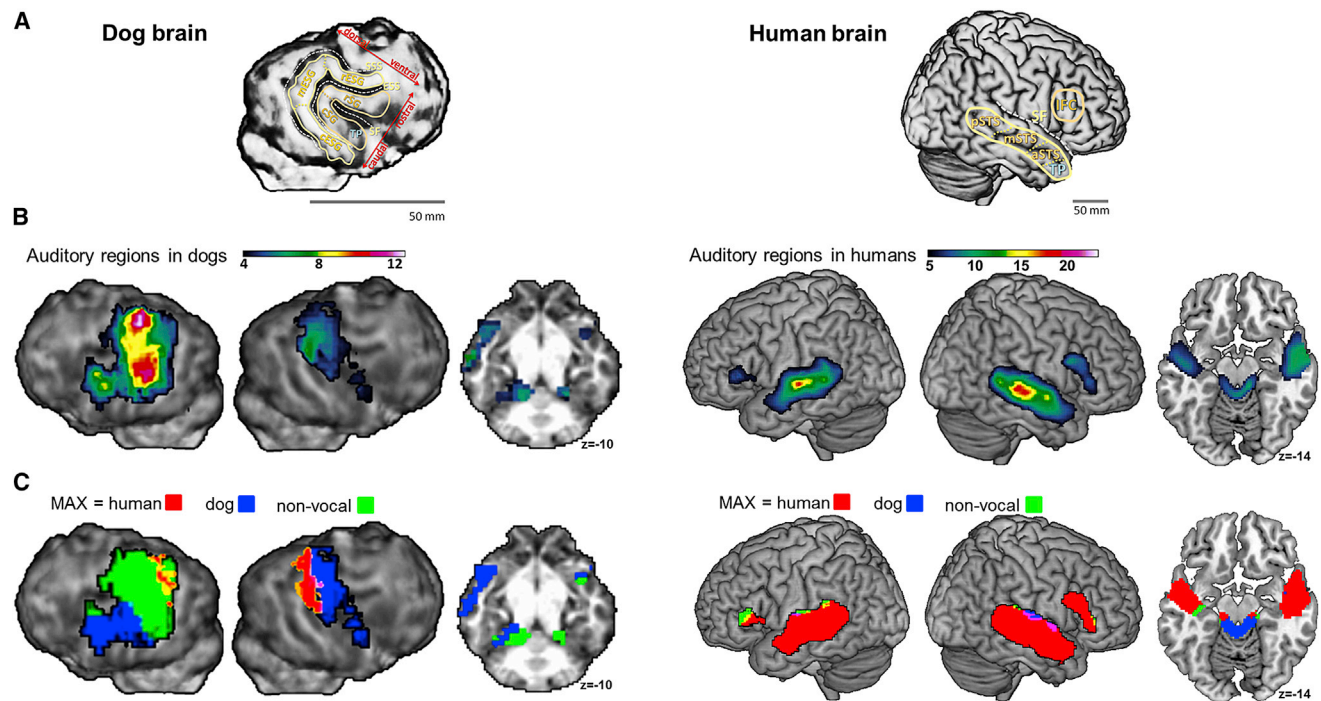 A
Dog brain
Human brain
dorsal
ventral
rostral
caudal
SSS
rESG
ESS
mESG
rSG
cSG
cESG
TP
SF
50 mm
IFC
SF
pSTS
mSTS
aSTS
TP
50 mm
B
Auditory regions in dogs
4 8 12
z=-10
Auditory regions in humans
5 10 15 20
z=-14
C
MAX = human dog non-vocal
z=-10
MAX = human dog non-vocal
z=-14